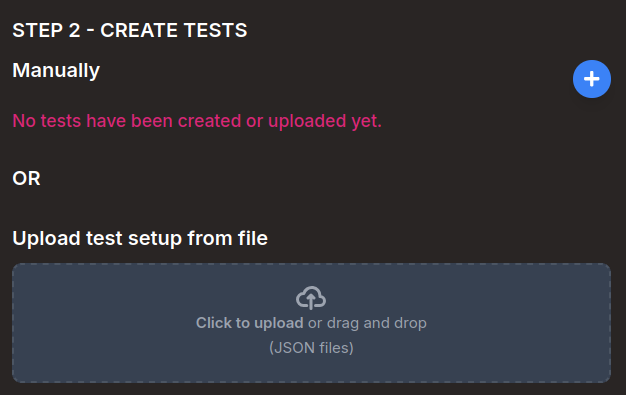 STEP 2 - CREATE TESTS
Manually
No tests have been created or uploaded yet.
OR
Upload test setup from file
Click to upload or drag and drop
(JSON files)